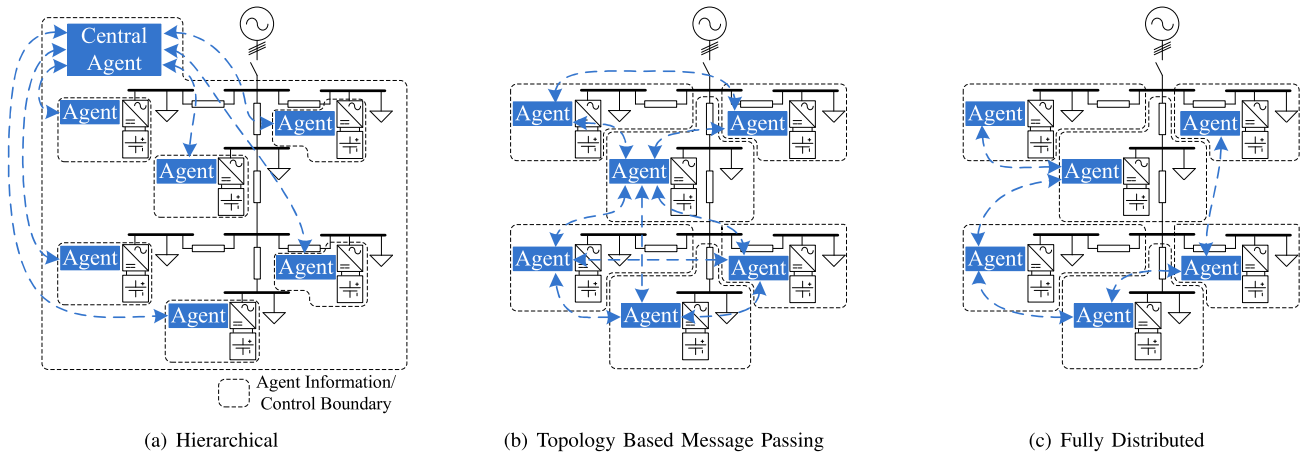 Central
Agent
Agent
Agent
Agent
Agent
Agent
Agent
Agent Information/
Control Boundary
(a) Hierarchical
Agent
Agent
Agent
Agent
Agent
Agent
(b) Topology Based Message Passing
Agent
Agent
Agent
Agent
Agent
Agent
(c) Fully Distributed